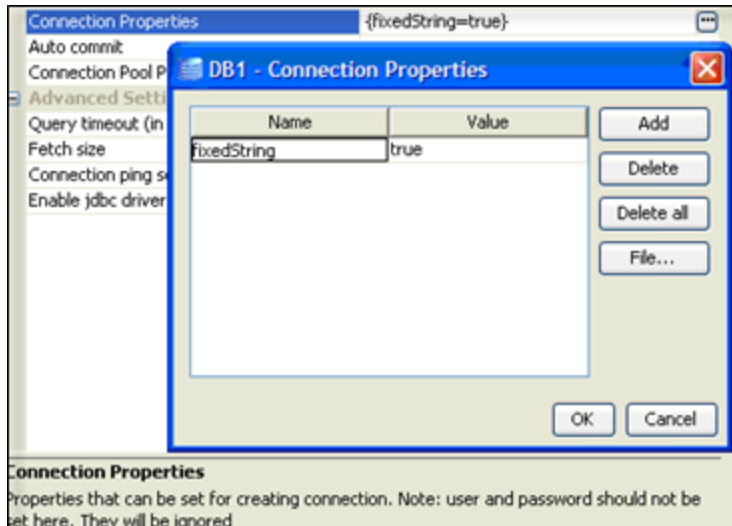 Connection Properties {fixedString=true}
Auto commit
Connection Pool P
DB1 - Connection Properties
Advanced Setti
Query timeout (in
Fetch size
Connection ping s
Enable jdbc driver
Name Value
fixedString true
Add
Delete
Delete all
File...
OK Cancel
Connection Properties
Properties that can be set for creating connection. Note: user and password should not be
set here. They will be ignored